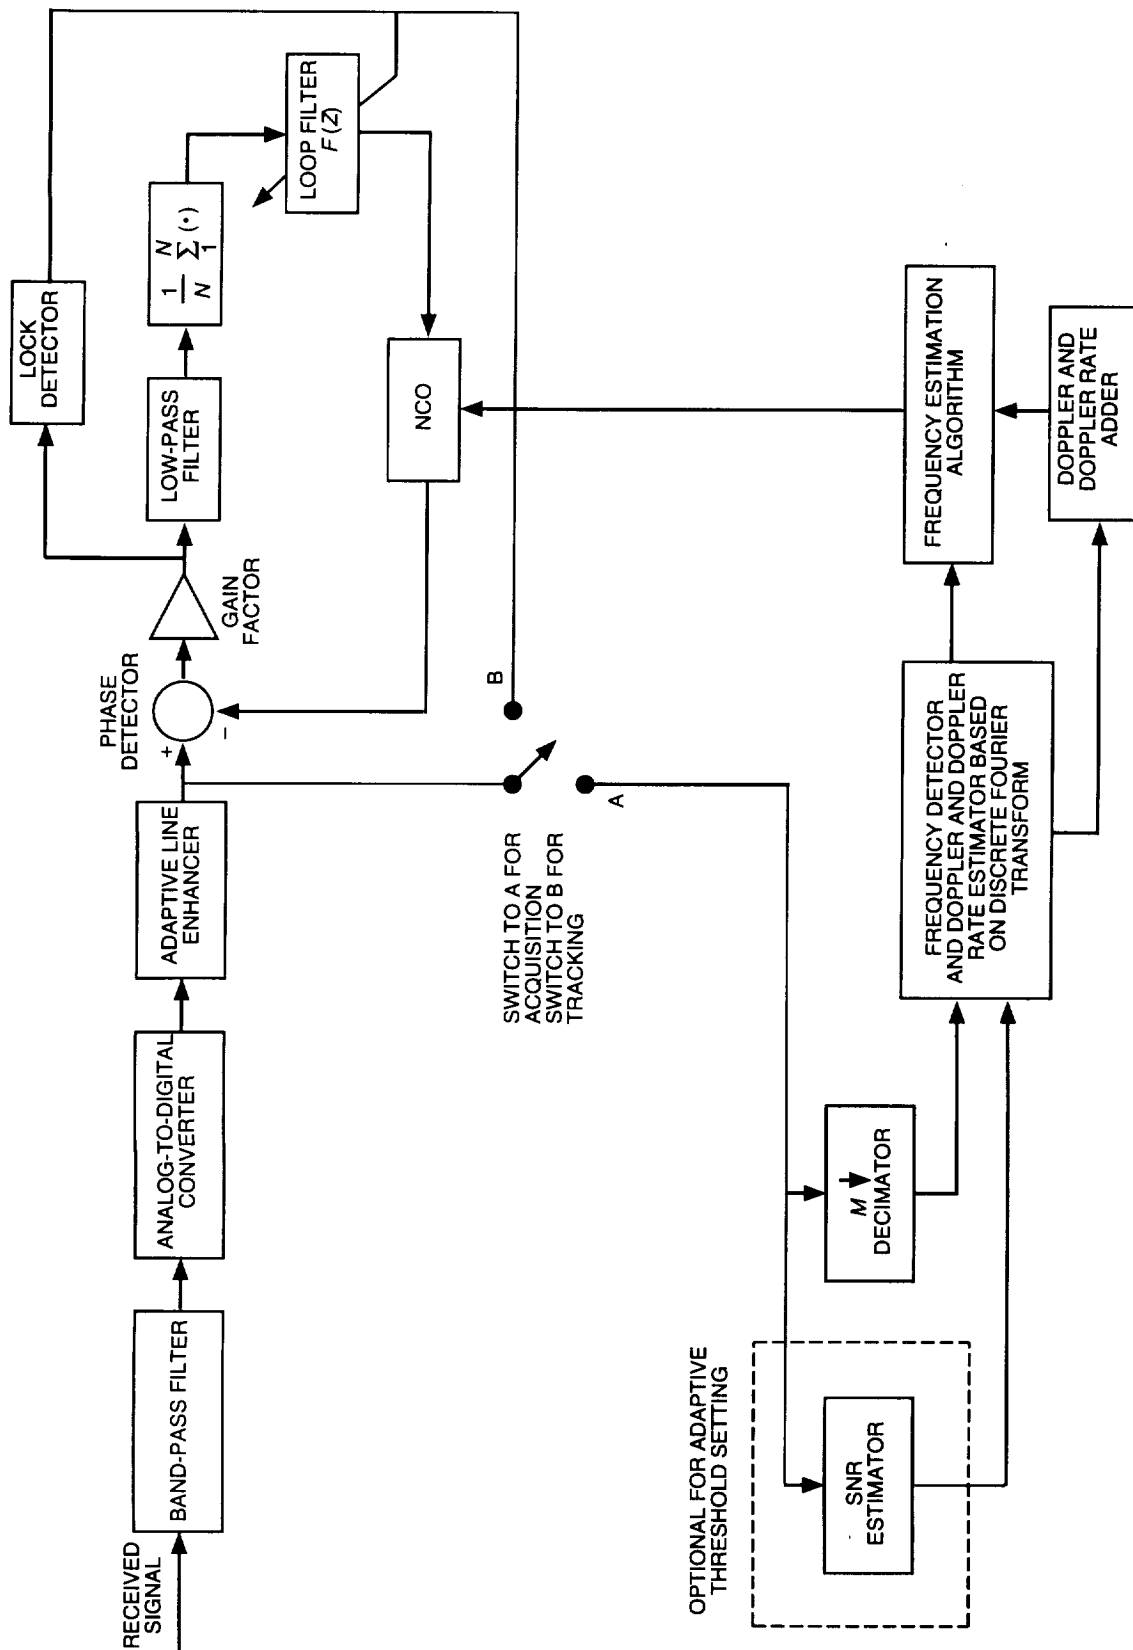 RECEIVED
SIGNAL
BAND-PASS FILTER
ANALOG-TO-DIGITAL
CONVERTER
ADAPTIVE LINE
ENHANCER
PHASE
DETECTOR
+
−
GAIN
FACTOR
LOW-PASS
FILTER
LOCK
DETECTOR
1/N N Σ 1 (•)
LOOP FILTER
F(Z)
NCO
SWITCH TO A FOR
ACQUISITION
SWITCH TO B FOR
TRACKING
A
B
OPTIONAL FOR ADAPTIVE
THRESHOLD SETTING
SNR
ESTIMATOR
M
DECIMATOR
FREQUENCY DETECTOR
AND DOPPLER AND DOPPLER
RATE ESTIMATOR BASED
ON DISCRETE FOURIER
TRANSFORM
FREQUENCY ESTIMATION
ALGORITHM
DOPPLER AND
DOPPLER RATE
ADDER